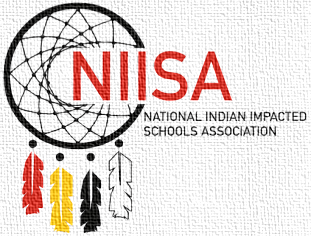 NIISA
NATIONAL INDIAN IMPACTED
SCHOOLS ASSOCIATION